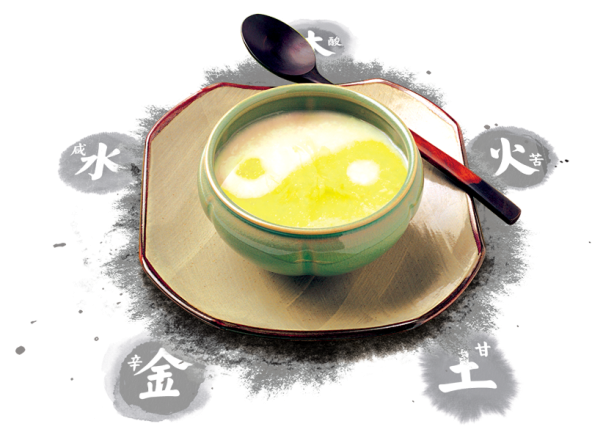 木 酸
咸 水
火 苦
辛 金
土 甘